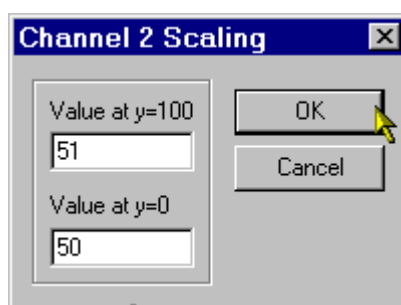 Channel 2 Scaling
Value at y=100
51
OK
Cancel
Value at y=0
50